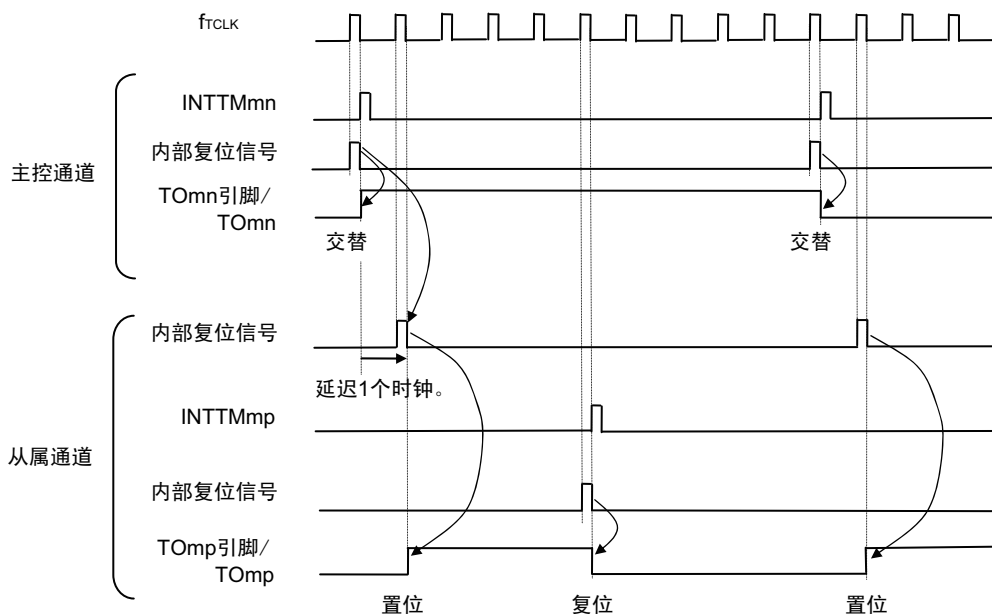 fTCLK
主控通道
INTTMmn
内部复位信号
TOmn引脚/
TOmn
交替
交替
从属通道
内部复位信号
延迟1个时钟。
INTTMmp
内部复位信号
TOmp引脚/
TOmp
置位
复位
置位